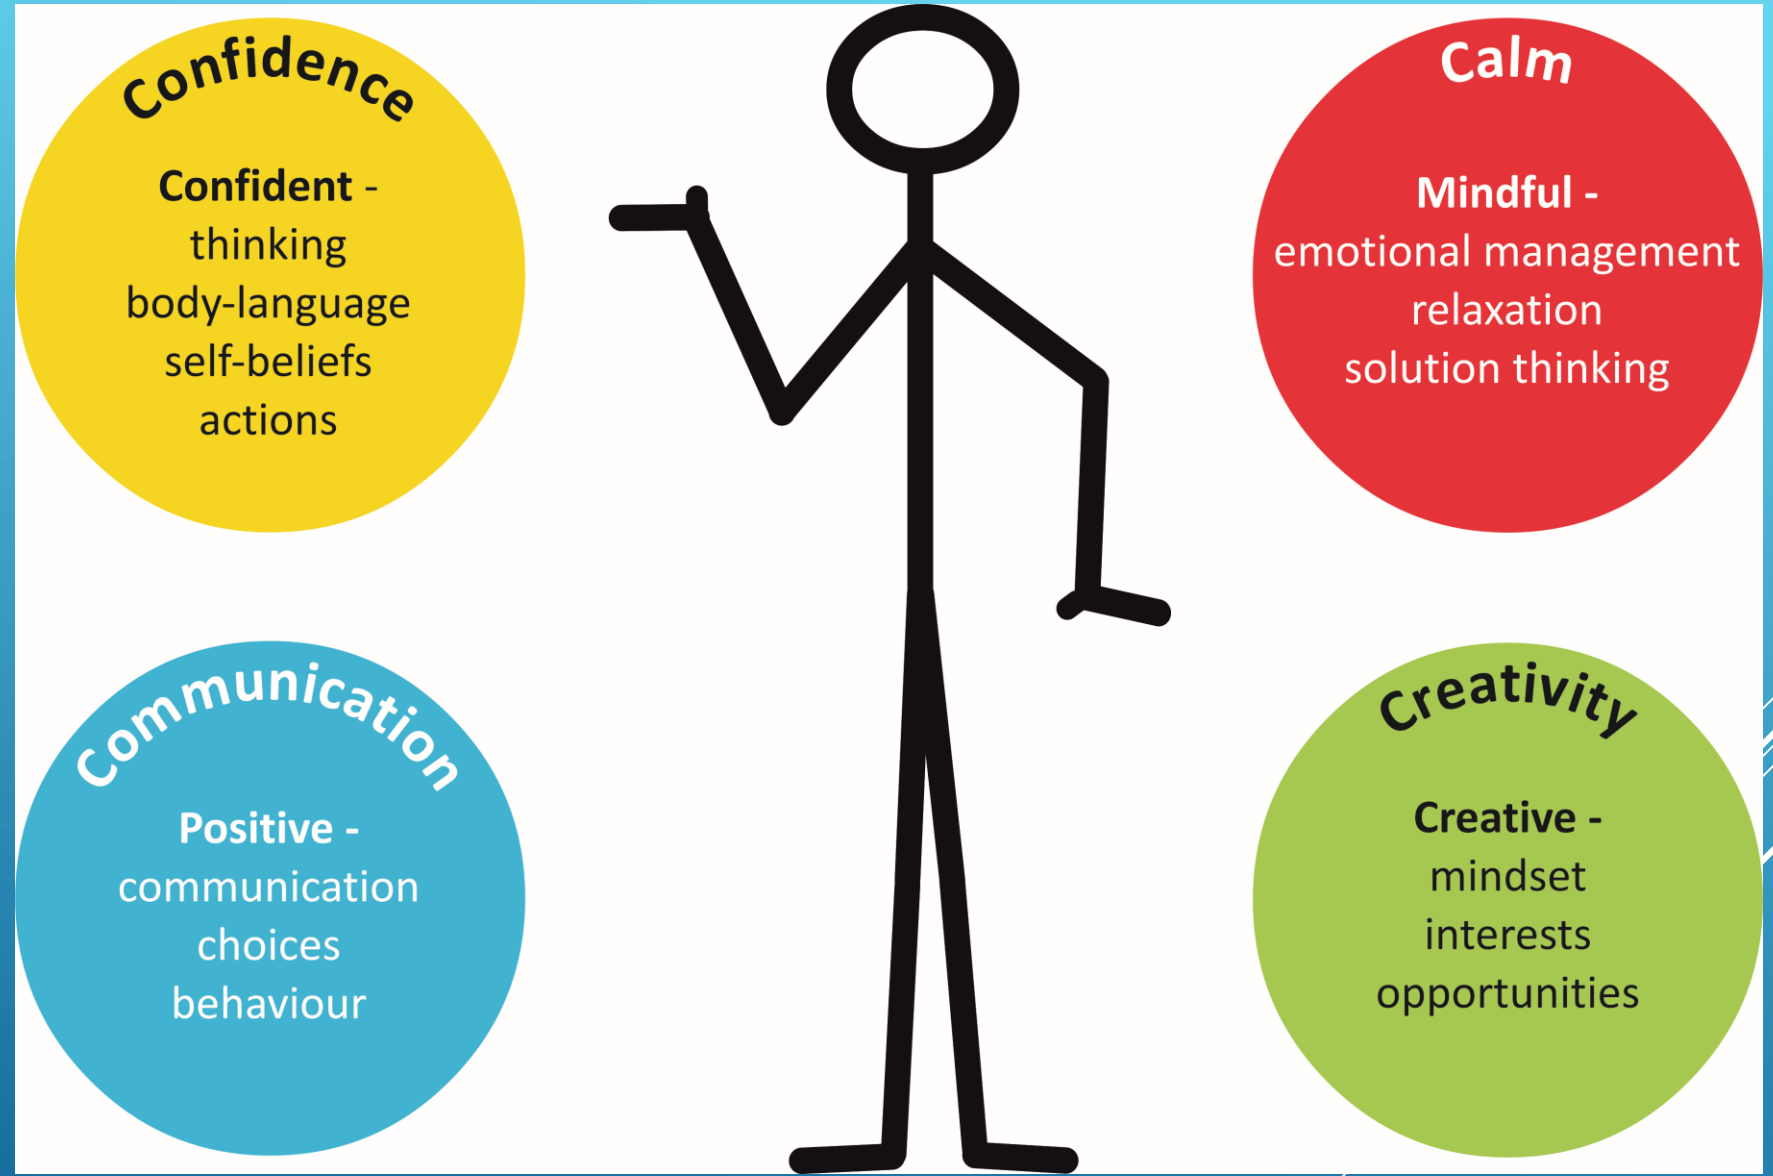 Confidence
Confident -
thinking
body-language
self-beliefs
actions
Calm
Mindful -
emotional management
relaxation
solution thinking
Communication
Positive -
communication
choices
behaviour
Creativity
Creative -
mindset
interests
opportunities